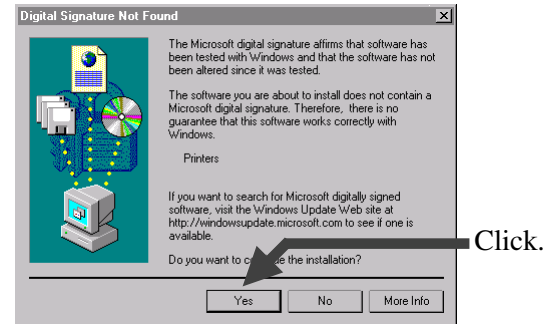 Digital Signature Not Found
The Microsoft digital signature affirms that software has
been tested with Windows and that the software has not
been altered since it was tested.
The software you are about to install does not contain a
Microsoft digital signature. Therefore, there is no
guarantee that this software works correctly with
Windows.
Printers
If you want to search for Microsoft digitally signed
software, visit the Windows Update Web site at
http://windowsupdate.microsoft.com to see if one is
available.
Click.
Do you want to the installation?
Yes No More Info